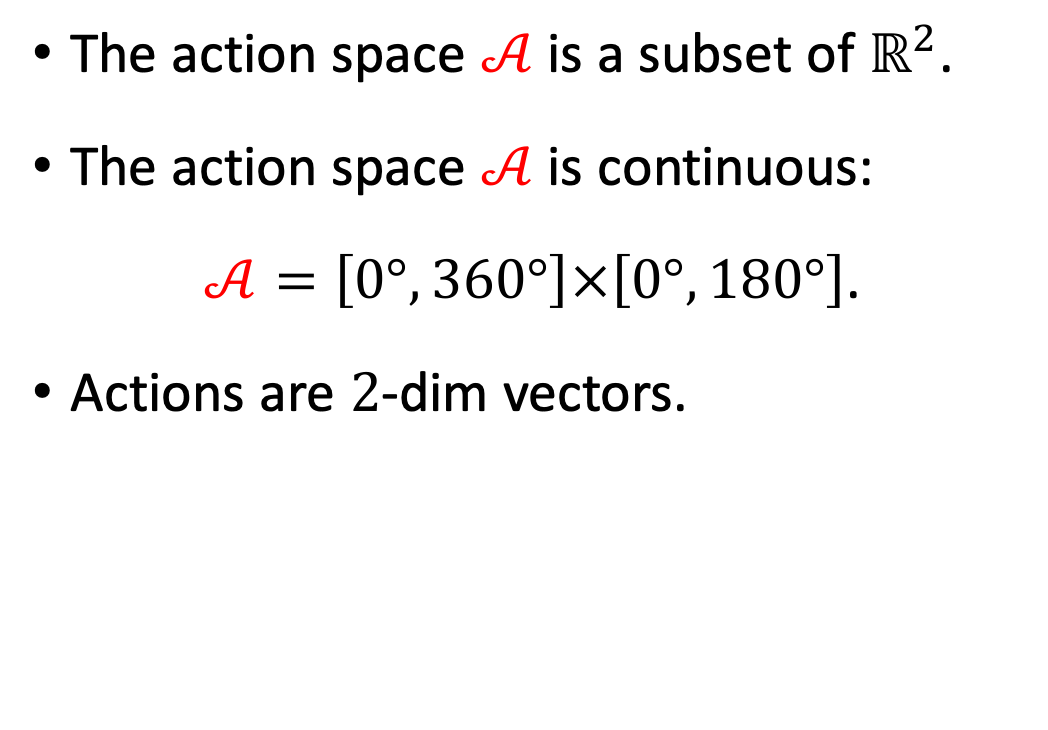 • The action space 𝒜 is a subset of ℝ².
• The action space 𝒜 is continuous:
𝒜 = [0°, 360°]×[0°, 180°].
• Actions are 2-dim vectors.